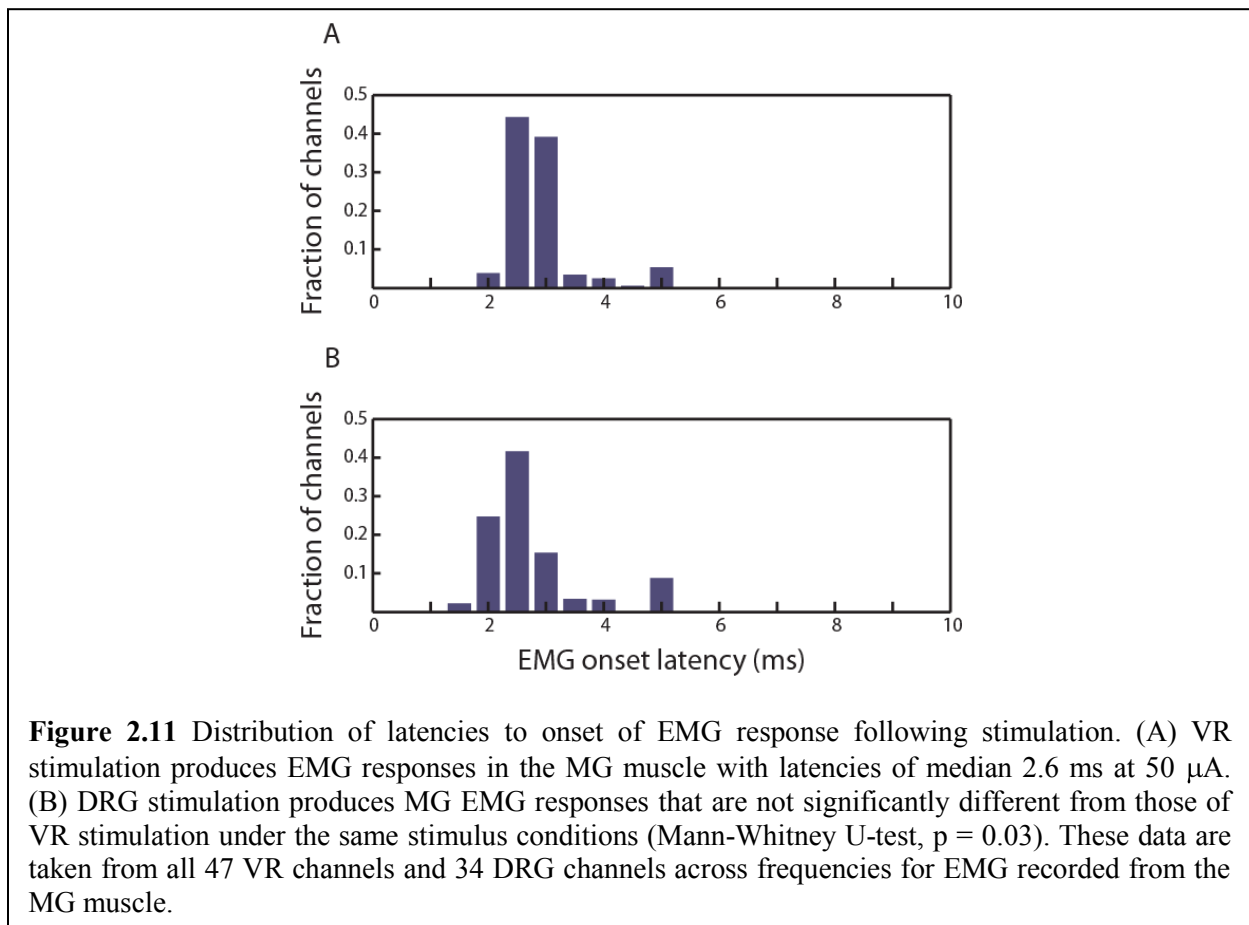 A
Fraction of channels
0.5
0.4
0.3
0.2
0.1
0 2 4 6 8 10
B
Fraction of channels
0.5
0.4
0.3
0.2
0.1
0 2 4 6 8 10
EMG onset latency (ms)
Figure 2.11 Distribution of latencies to onset of EMG response following stimulation. (A) VR
stimulation produces EMG responses in the MG muscle with latencies of median 2.6 ms at 50 μA.
(B) DRG stimulation produces MG EMG responses that are not significantly different from those of
VR stimulation under the same stimulus conditions (Mann-Whitney U-test, p = 0.03). These data are
taken from all 47 VR channels and 34 DRG channels across frequencies for EMG recorded from the
MG muscle.